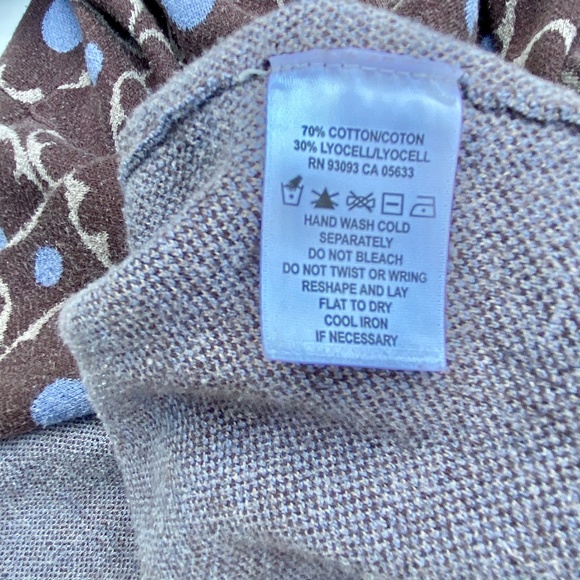 70% COTTON/COTON
30% LYOCELL/LYOCELL
RN 93093 CA 05633
HAND WASH COLD
SEPARATELY
DO NOT BLEACH
DO NOT TWIST OR WRING
RESHAPE AND LAY
FLAT TO DRY
COOL IRON
IF NECESSARY